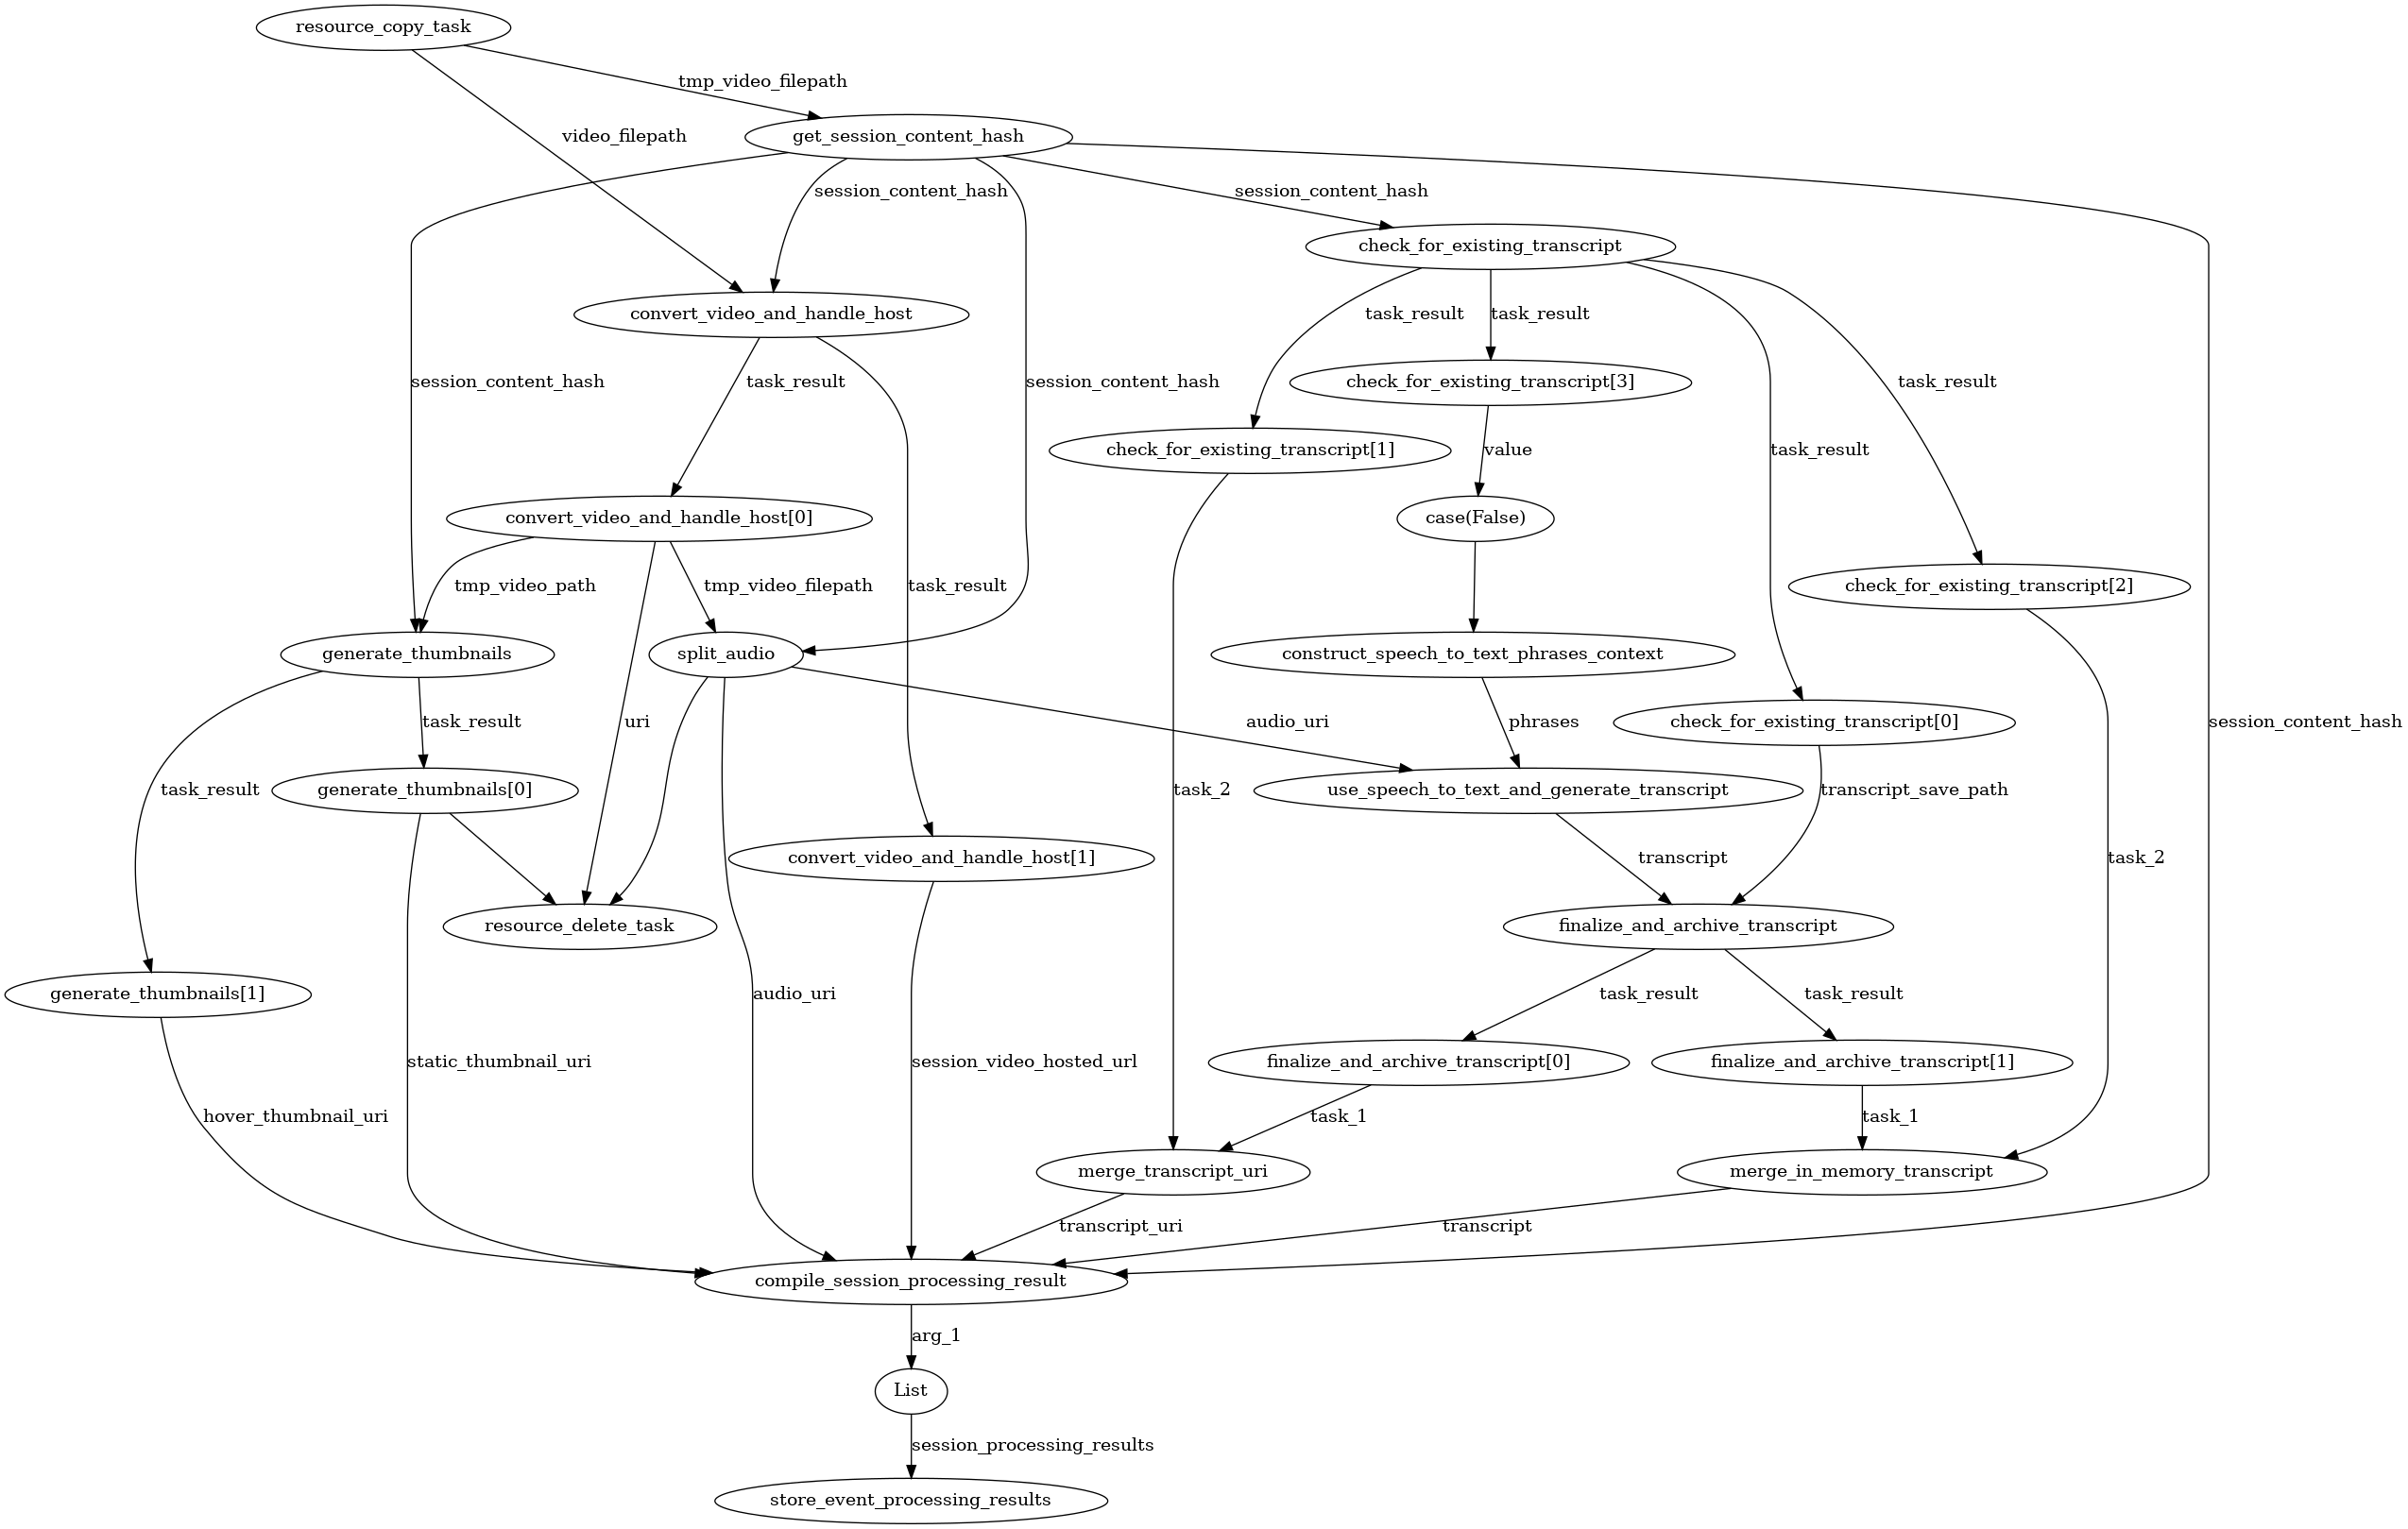 resource_copy_task
tmp_video_filepath
video_filepath
get_session_content_hash
session_content_hash
session_content_hash
check_for_existing_transcript
convert_video_and_handle_host
task_result
task_result
session_content_hash
task_result
session_content_hash
check_for_existing_transcript[3]
task_result
check_for_existing_transcript[1]
value
task_result
convert_video_and_handle_host[0]
case(False)
tmp_video_path
tmp_video_filepath
task_result
check_for_existing_transcript[2]
generate_thumbnails
split_audio
construct_speech_to_text_phrases_context
task_result
uri
audio_uri
phrases
check_for_existing_transcript[0]
session_content_hash
task_result
generate_thumbnails[0]
task_2
use_speech_to_text_and_generate_transcript
transcript_save_path
convert_video_and_handle_host[1]
transcript
task_2
resource_delete_task
finalize_and_archive_transcript
generate_thumbnails[1]
audio_uri
task_result
task_result
static_thumbnail_uri
session_video_hosted_url
finalize_and_archive_transcript[0]
finalize_and_archive_transcript[1]
hover_thumbnail_uri
task_1
task_1
merge_transcript_uri
merge_in_memory_transcript
transcript_uri
transcript
compile_session_processing_result
arg_1
List
session_processing_results
store_event_processing_results